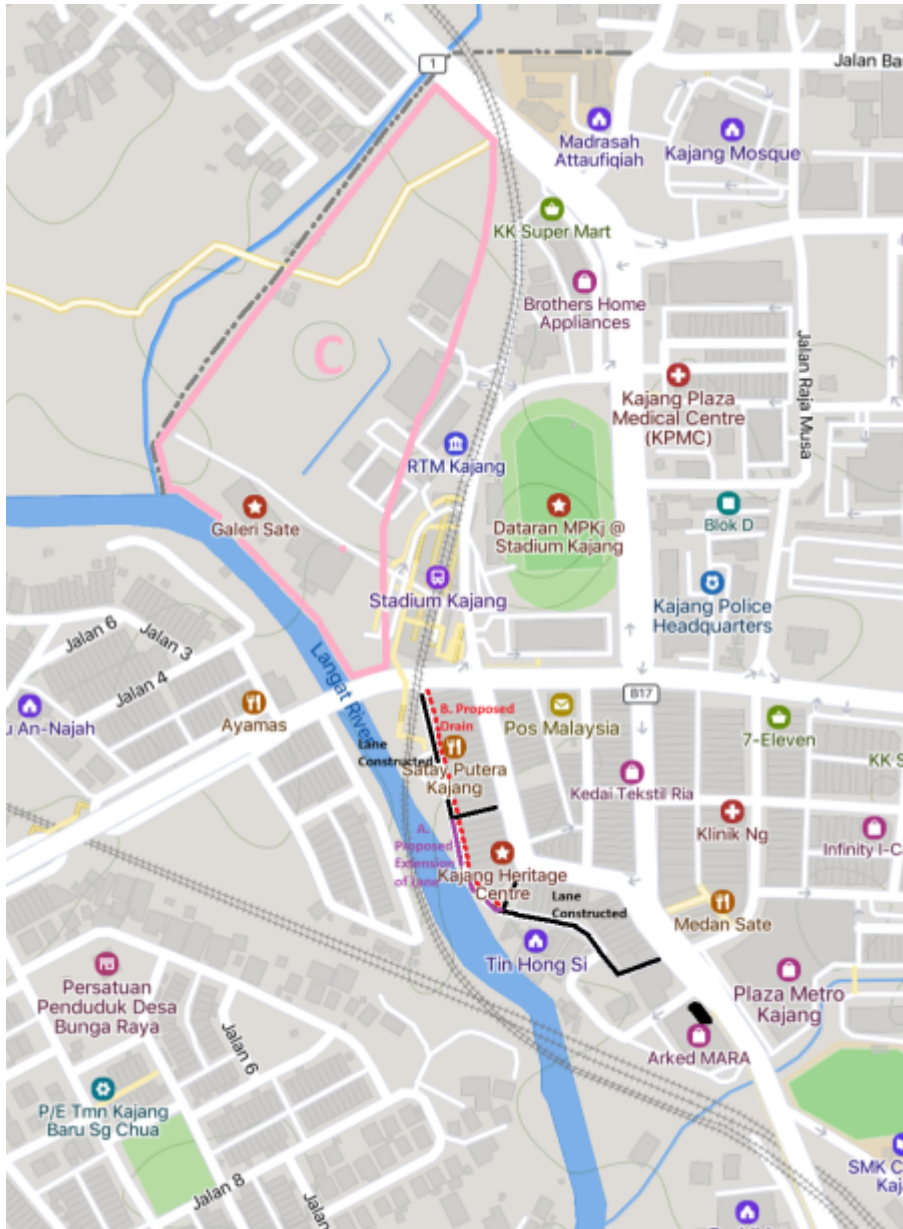 1
Jalan Ba
Madrasah
Attaufiqiah
Kajang Mosque
KK Super Mart
Brothers Home
Appliances
C
Jalan Raja Musa
Kajang Plaza
Medical Centre
(KPMC)
RTM Kajang
Galeri Sate
Dataran MPKj @
Stadium Kajang
Blok D
Stadium Kajang
Kajang Police
Headquarters
Jalan 6
Jalan 3
Jalan 4
Langat River
u An-Najah
Ayamas
B17
B. Proposed
Drain
Pos Malaysia
7-Eleven
Lane
Constructed
Satay Putera
Kajang
KK S
Kedai Tekstil Ria
A.
Proposed
Extension
of Lane
Klinik Ng
Infinity I-C
Kajang Heritage
Centre
Lane
Constructed
Medan Sate
Tin Hong Si
Persatuan
Penduduk Desa
Bunga Raya
Plaza Metro
Kajang
Jalan 6
Arked MARA
P/E Tmn Kajang
Baru Sg Chua
Jalan 8
Jalan
SMK C
Kaja